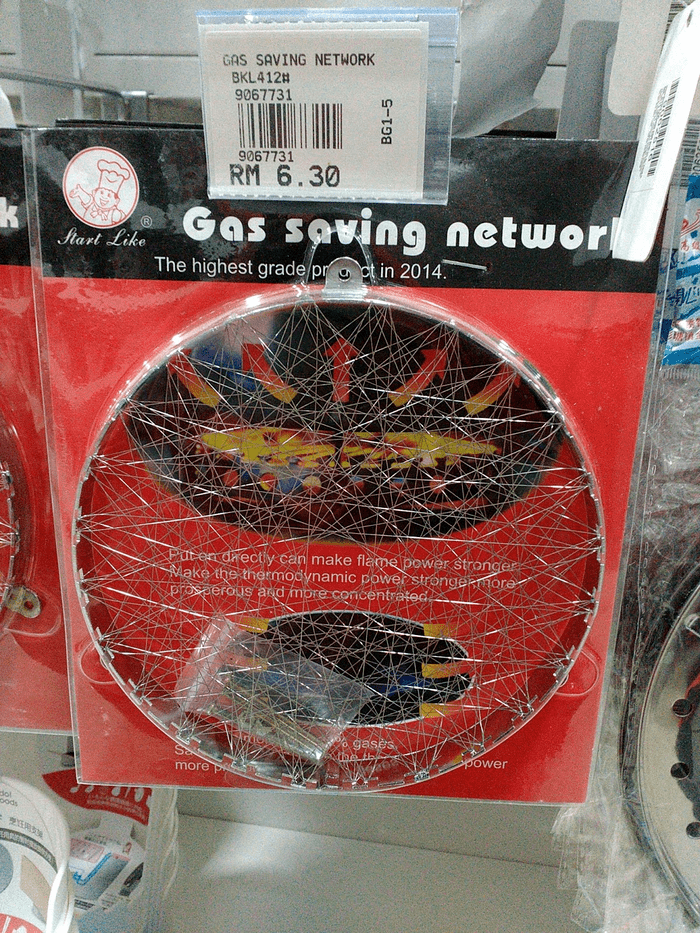 GAS SAVING NETWORK
BKL412#
9067731
BG1-5
9067731
RM 6.30
Start Like ®
Gas saving networ
The highest grade pr ct in 2014.
Put on directly can make flame power stronger
Make the thermodynamic power stronger more
prosperous and more concentrated.
% gases
more
power